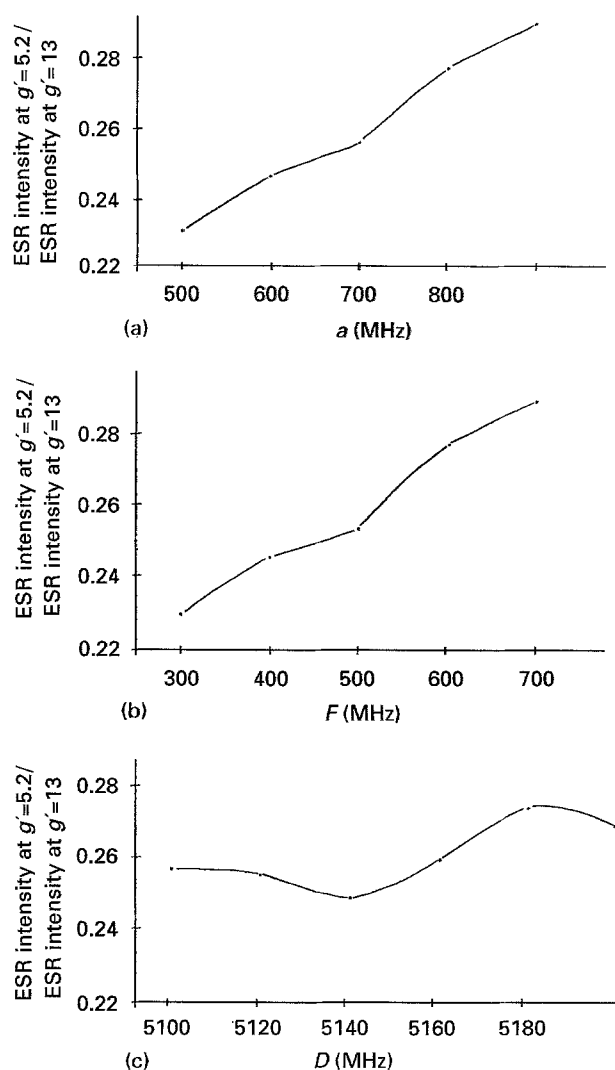 ESR intensity at g′=5.2/
ESR intensity at g′=13
0.28
0.26
0.24
0.22
500 600 700 800
(a) a (MHz)
ESR intensity at g′=5.2/
ESR intensity at g′=13
0.28
0.26
0.24
0.22
300 400 500 600 700
(b) F (MHz)
ESR intensity at g′=5.2/
ESR intensity at g′=13
0.28
0.26
0.24
0.22
5100 5120 5140 5160 5180
(c) D (MHz)